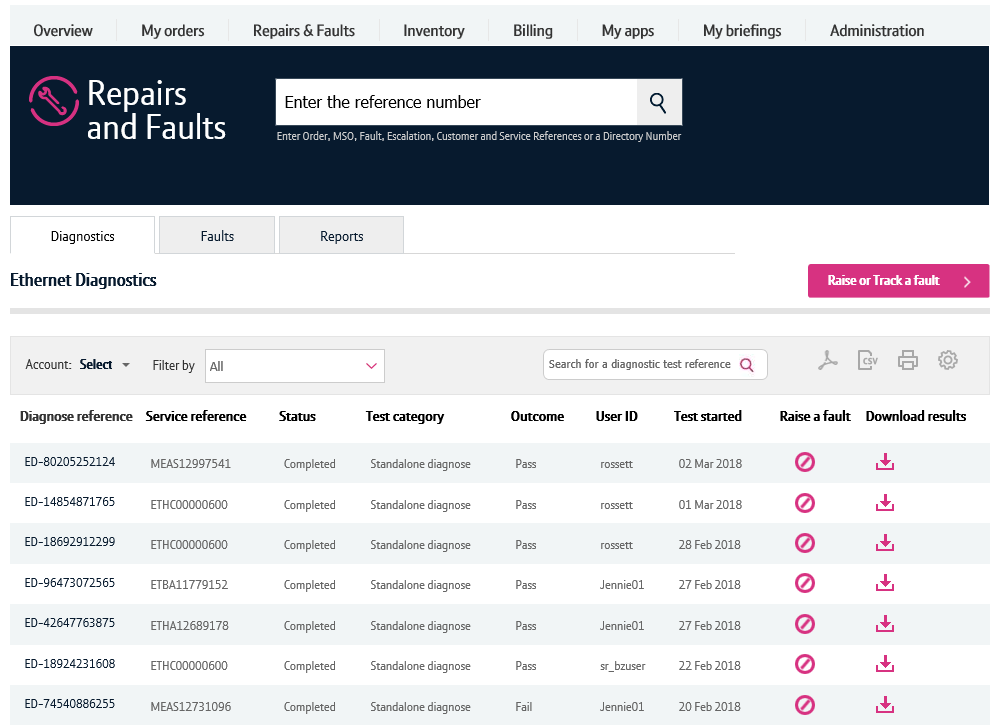 Overview My orders Repairs & Faults Inventory Billing My apps My briefings Administration
Repairs
and Faults
Enter the reference number
Enter Order, MSO, Fault, Escalation, Customer and Service References or a Directory Number
Diagnostics Faults Reports
Ethernet Diagnostics
Raise or Track a fault
Account: Select Filter by All Search for a diagnostic test reference CSV
Diagnose reference Service reference Status Test category Outcome User ID Test started Raise a fault Download results
ED-80205252124 MEAS12997541 Completed Standalone diagnose Pass rossett 02 Mar 2018
ED-14854871765 ETHC00000600 Completed Standalone diagnose Pass rossett 01 Mar 2018
ED-18692912299 ETHC00000600 Completed Standalone diagnose Pass rossett 28 Feb 2018
ED-96473072565 ETBA11779152 Completed Standalone diagnose Pass Jennie01 27 Feb 2018
ED-42647763875 ETHA12689178 Completed Standalone diagnose Pass Jennie01 27 Feb 2018
ED-18924231608 ETHC00000600 Completed Standalone diagnose Pass sr_bzuser 22 Feb 2018
ED-74540886255 MEAS12731096 Completed Standalone diagnose Fail Jennie01 20 Feb 2018